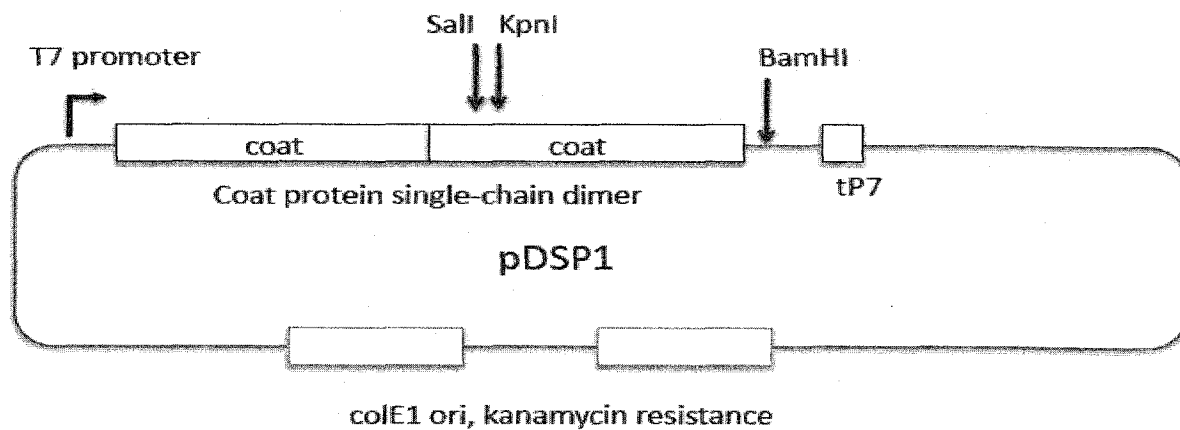 SalI KpnI
T7 promoter
BamHI
coat
coat
tP7
Coat protein single-chain dimer
pDSP1
colE1 ori, kanamycin resistance